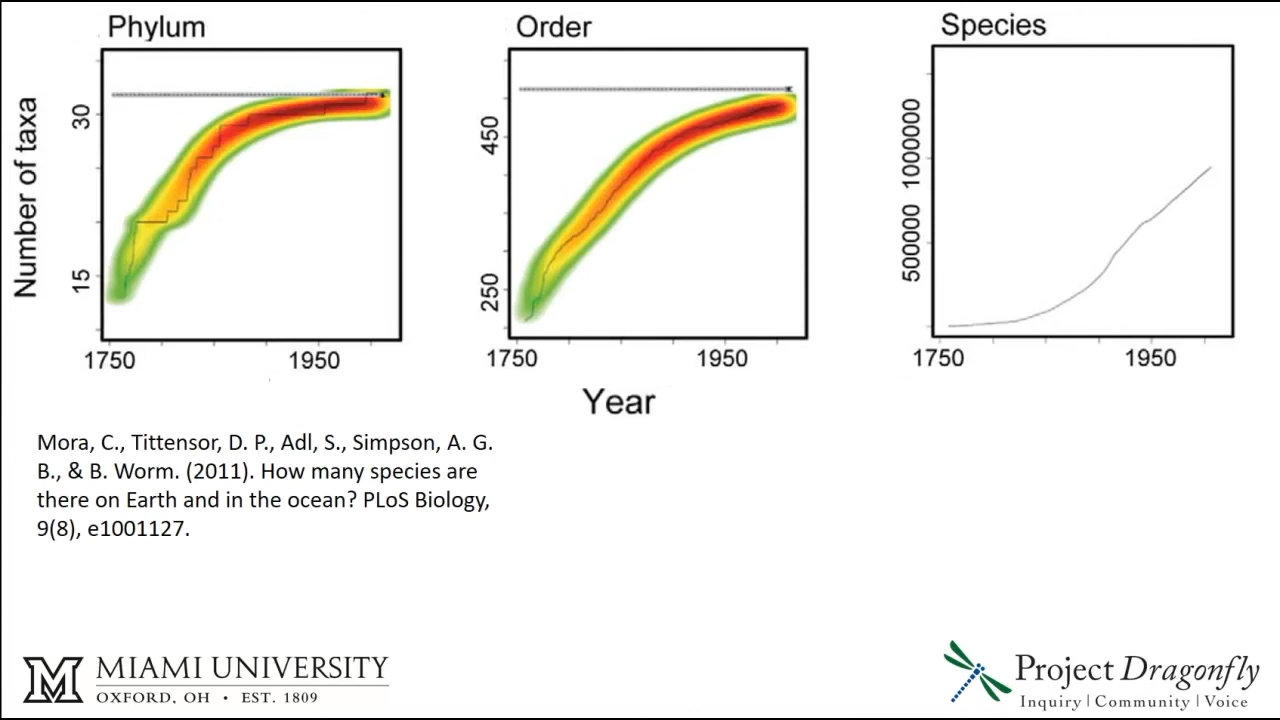 Phylum
Order
Species
Number of taxa
30
15
1750
1950
450
250
1750
1950
1000000
500000
1750
1950
Year
Mora, C., Tittensor, D. P., Adl, S., Simpson, A. G.
B., & B. Worm. (2011). How many species are
there on Earth and in the ocean? PLoS Biology,
9(8), e1001127.
M MIAMI UNIVERSITY
OXFORD, OH • EST. 1809
Project Dragonfly
Inquiry | Community | Voice